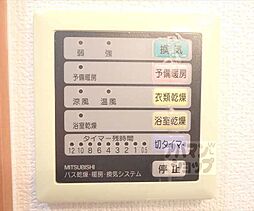 弱 強 換気
予備暖房 予備暖房
涼風 温風 衣類乾燥
浴室乾燥 浴室乾燥
タイマー残時間
12 10 8 6 4 3 2 1 05 切タイマー
MITSUBISHI 停止
バス乾燥・暖房・換気システム